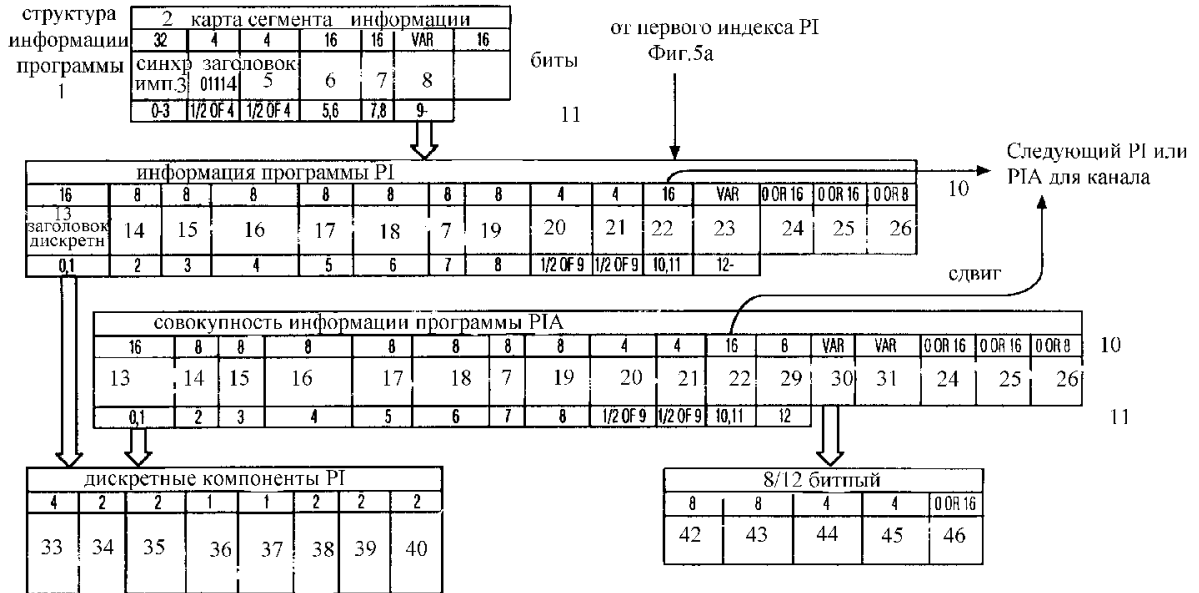 структура информации программы 1
2 карта сегмента информации
32 4 4 16 16 VAR 16
синхр имп.3 заголовок 01114 5 6 7 8
0-3 1/2 OF 4 1/2 OF 4 5,6 7,8 9-
биты
11
от первого индекса PI
Фиг.5а
Следующий PI или
PIA для канала
информация программы PI
16 8 8 8 8 8 8 8 4 4 16 VAR 0 OR 16 0 OR 16 0 OR 8
10
13 заголовок дискретн 14 15 16 17 18 7 19 20 21 22 23 24 25 26
0,1 2 3 4 5 6 7 8 1/2 OF 9 1/2 OF 9 10,11 12-
сдвиг
совокупность информации программы PIA
16 8 8 8 8 8 8 8 4 4 16 8 VAR VAR 0 OR 16 0 OR 16 0 OR 8
10
13 14 15 16 17 18 7 19 20 21 22 29 30 31 24 25 26
0,1 2 3 4 5 6 7 8 1/2 OF 9 1/2 OF 9 10,11 12
11
дискретные компоненты PI
4 2 2 1 1 2 2 2
33 34 35 36 37 38 39 40
8/12 битный
8 8 4 4 0 OR 16
42 43 44 45 46